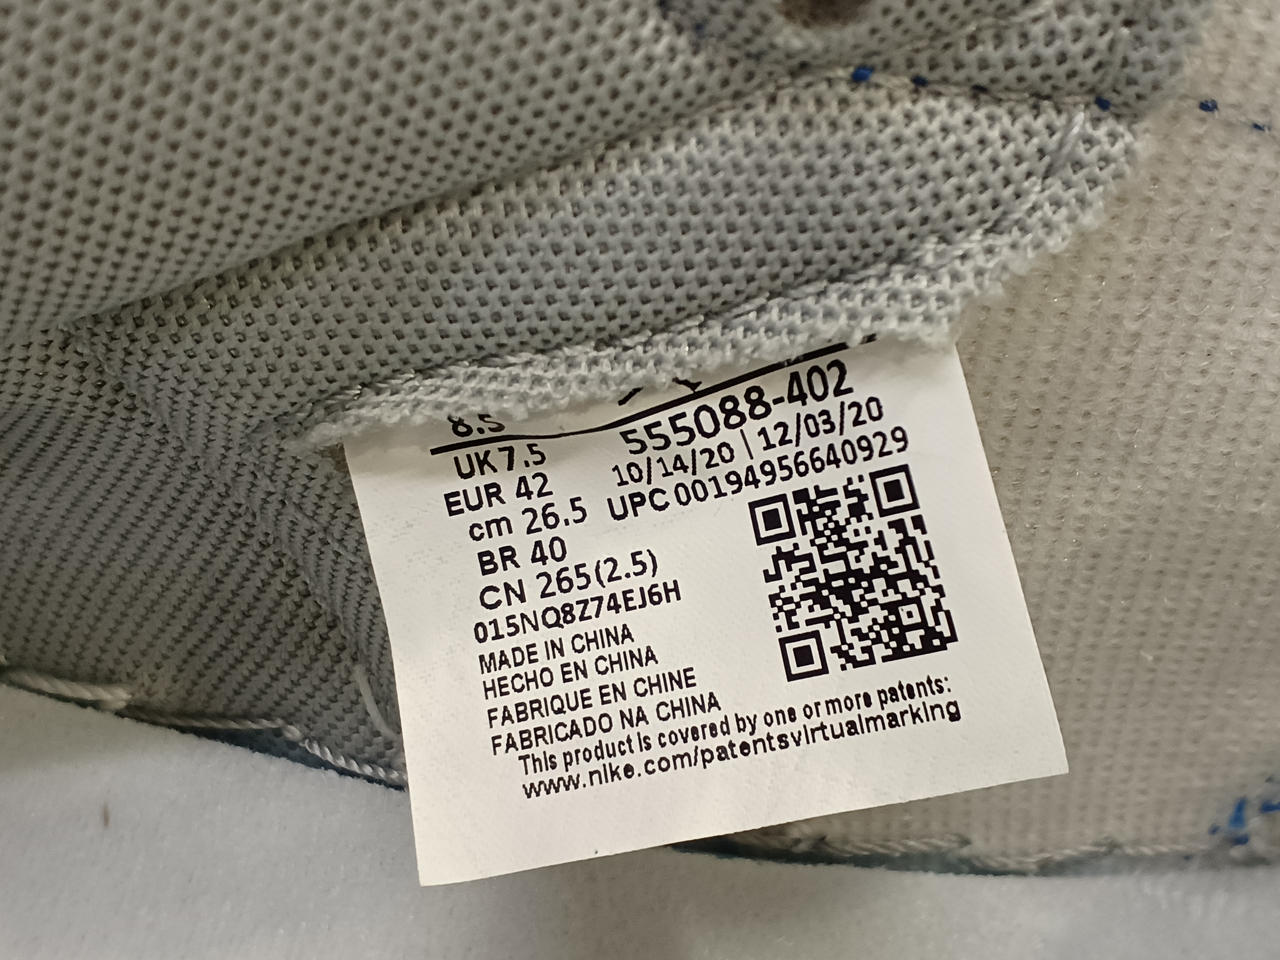 8.5
UK 7.5
EUR 42
cm 26.5
BR 40
CN 265(2.5)
015NQ8Z74EJ6H
555088-402
10/14/20 | 12/03/20
UPC 00194956640929
MADE IN CHINA
HECHO EN CHINA
FABRIQUE EN CHINE
FABRICADO NA CHINA
This product is covered by one or more patents:
www.nike.com/patentsvirtualmarking